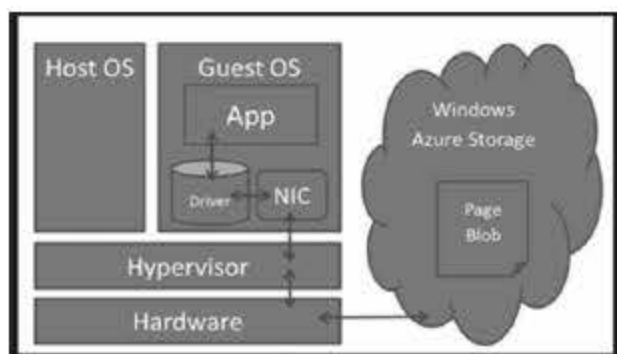 Host OS
Guest OS
App
Driver
NIC
Hypervisor
Hardware
Windows
Azure Storage
Page
Blob